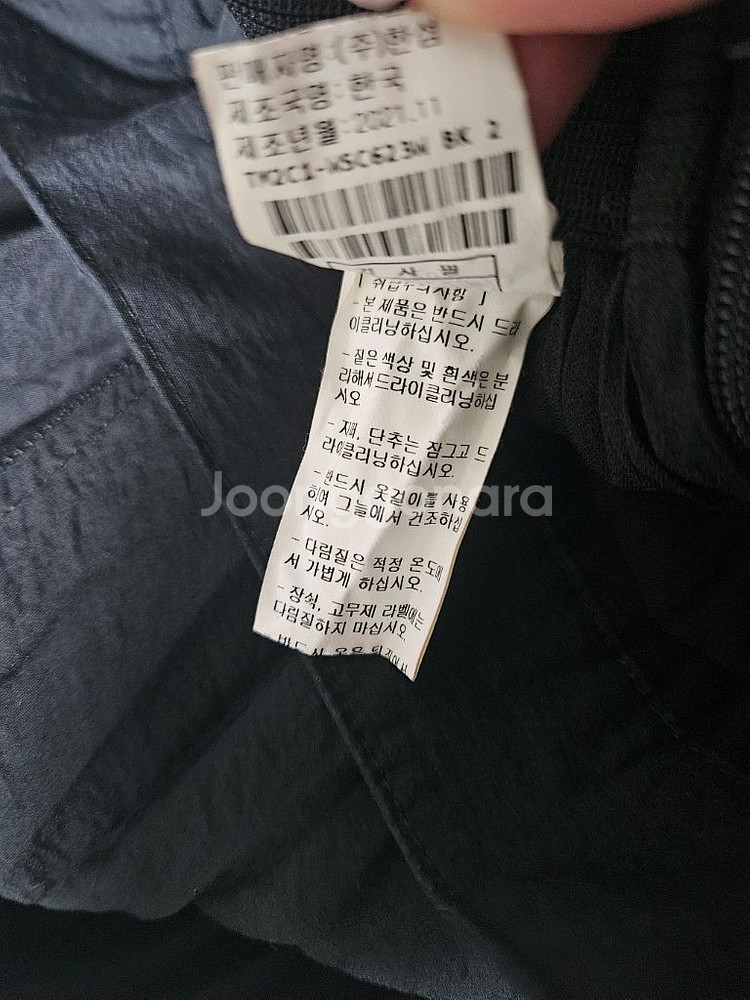 판매자명:(주)한섬
제조국명:한국
제조년월:2021.11
TM2C1-WSC623W BK 2
[ 취급주의사항 ]
- 본 제품은 반드시 드라
이클리닝하십시오.
- 짙은 색상 및 흰색은 분
리해서 드라이클리닝하십
시오
- 지퍼, 단추는 잠그고 드
라이클리닝하십시오.
- 반드시 옷걸이를 사용
하여 그늘에서 건조하십
시오.
- 다림질은 적정 온도에
서 가볍게 하십시오.
- 장식, 고무제 라벨에는
다림질하지 마십시오.
반드시 옷을
Joonggonara